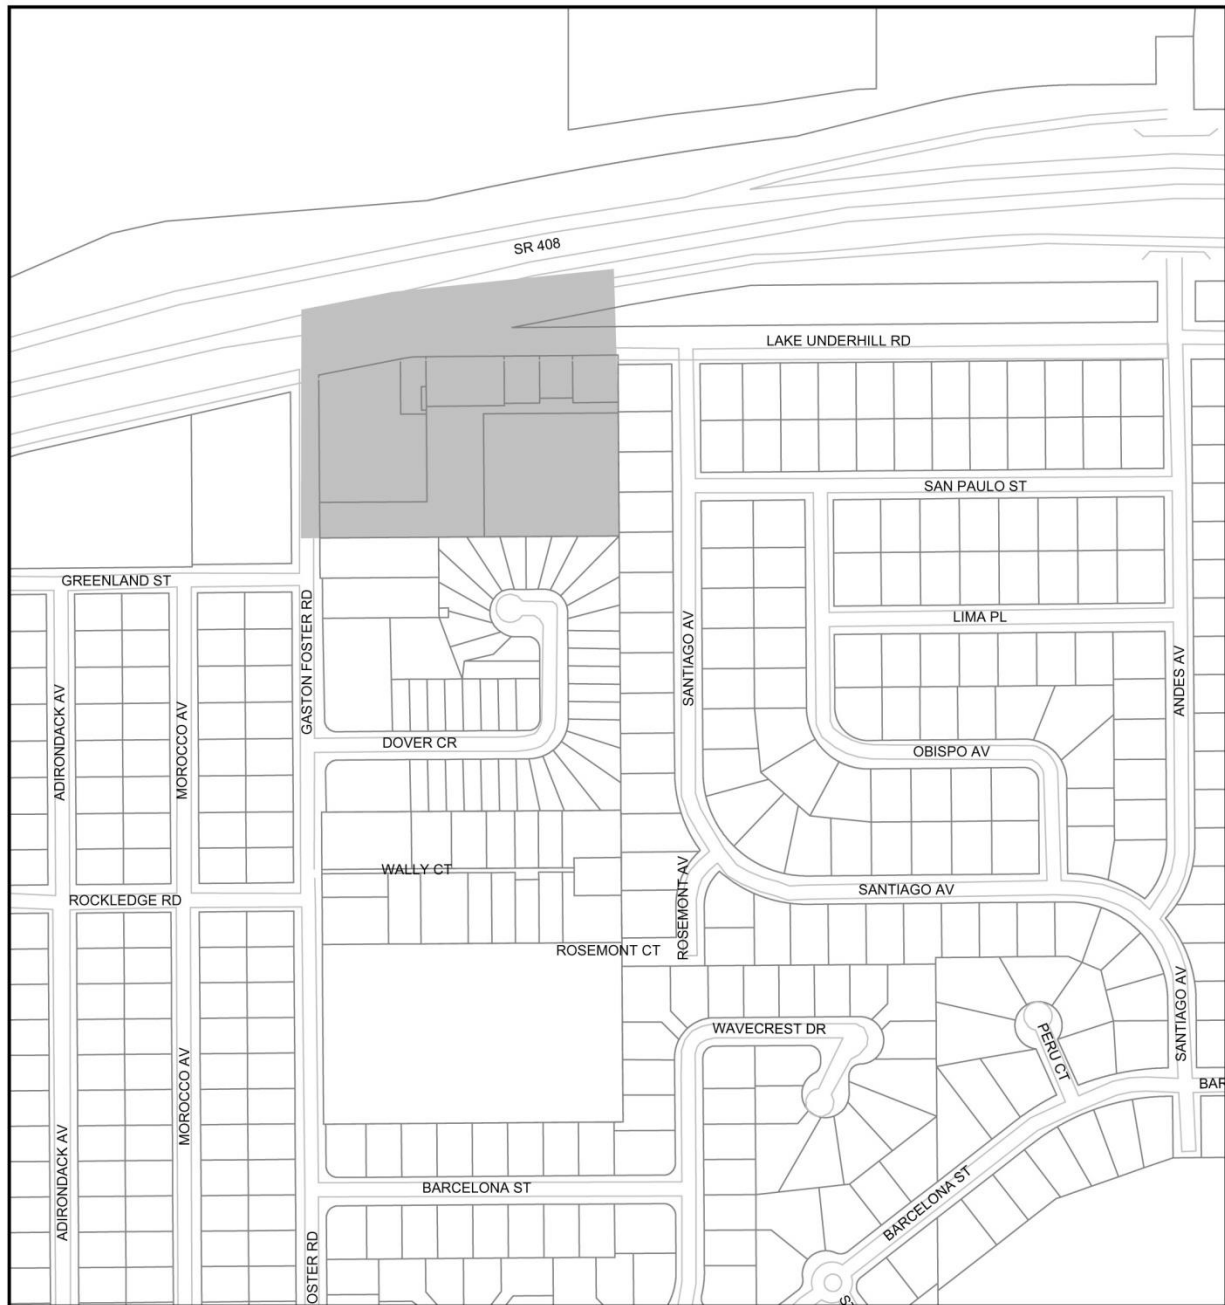 SR 408
LAKE UNDERHILL RD
SAN PAULO ST
GREENLAND ST
LIMA PL
GASTON FOSTER RD
SANTIAGO AV
ANDES AV
ADIRONDACK AV
MOROCCO AV
DOVER CR
OBISPO AV
WALLY CT
SANTIAGO AV
ROCKLEDGE RD
ROSEMONT AV
ROSEMONT CT
WAVECREST DR
SANTIAGO AV
PERU CT
MOROCCO AV
BAR
ADIRONDACK AV
BARCELONA ST
BARCELONA ST
OSTER RD